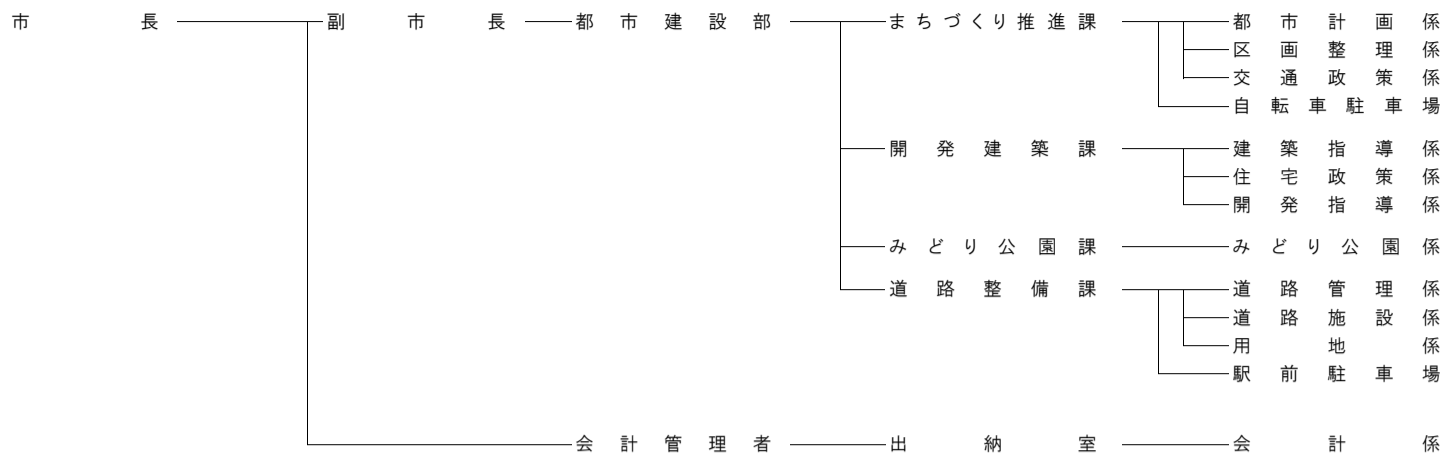 市長 副市長 都市建設部 まちづくり推進課 都市計画係
区画整理係
交通政策係
自転車駐車場
開発建築課 建築指導係
住宅政策係
開発指導係
みどり公園課 みどり公園係
道路整備課 道路管理係
道路施設係
用地係
駅前駐車場
会計管理者 出納室 会計係